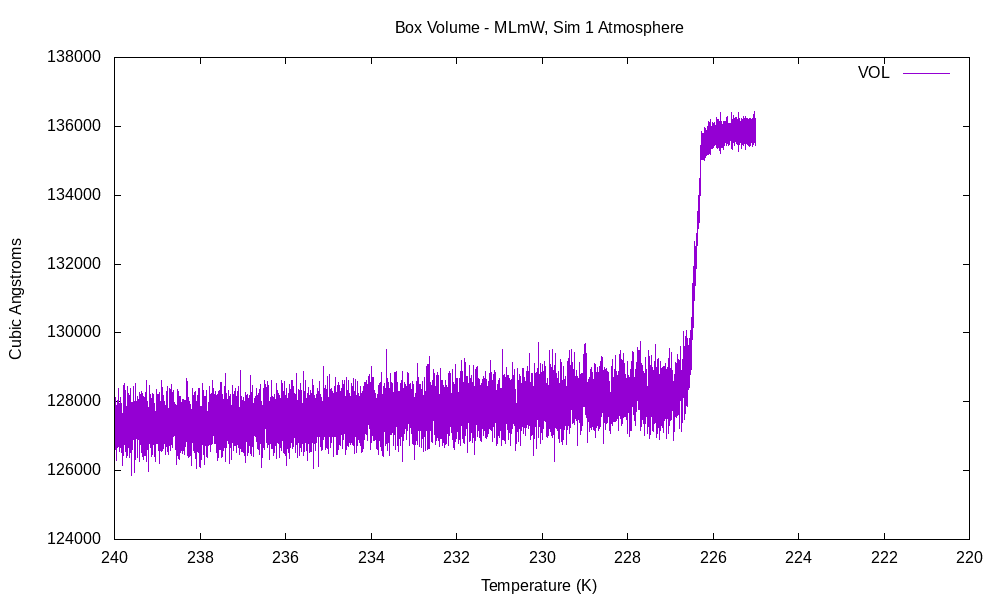 Box Volume - MLmW, Sim 1 Atmosphere
VOL
138000
136000
134000
132000
130000
128000
126000
124000
Cubic Angstroms
240 238 236 234 232 230 228 226 224 222 220
Temperature (K)